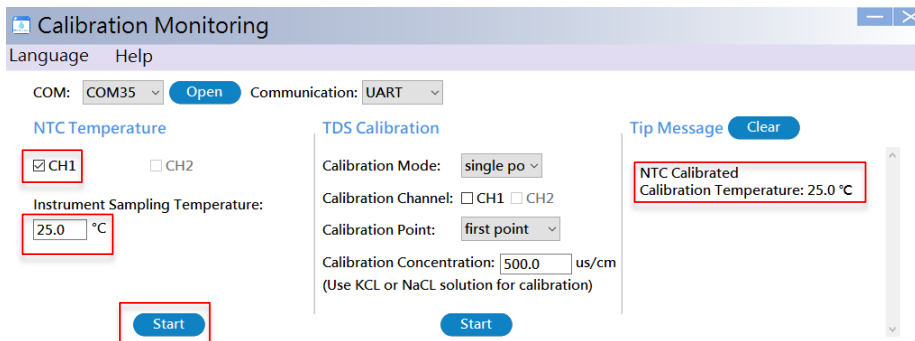 Calibration Monitoring
Language Help
COM: COM35 Open Communication: UART
NTC Temperature
CH1 CH2
Instrument Sampling Temperature:
25.0 °C
Start
TDS Calibration
Calibration Mode: single po
Calibration Channel: CH1 CH2
Calibration Point: first point
Calibration Concentration: 500.0 us/cm
(Use KCL or NaCL solution for calibration)
Start
Tip Message Clear
NTC Calibrated
Calibration Temperature: 25.0 °C